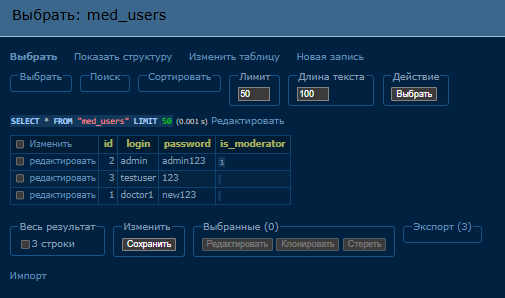 Выбрать: med_users
Выбрать Показать структуру Изменить таблицу Новая запись
Выбрать Поиск Сортировать Лимит Длина текста Действие
50 100 Выбрать
SELECT * FROM "med_users" LIMIT 50 (0.001 s) Редактировать
Изменить id login password is_moderator
редактировать 2 admin admin123 1
редактировать 3 testuser 123
редактировать 1 doctor1 new123
Весь результат Изменить Выбранные (0) Экспорт (3)
3 строки Сохранить Редактировать Клонировать Стереть
Импорт